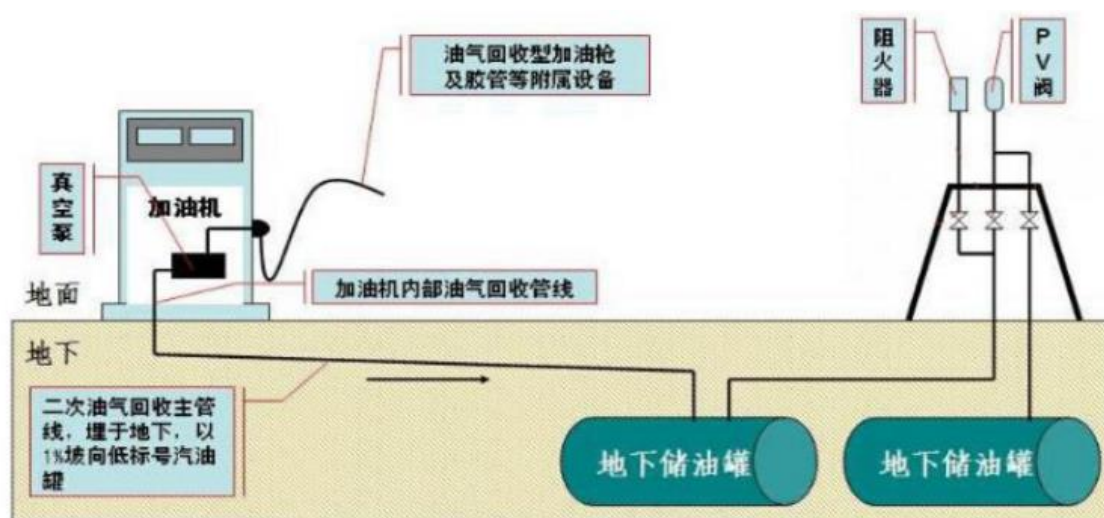 油气回收型加油枪
及胶管等附属设备
阻
火
器
P
V
阀
真
空
泵
加油机
加油机内部油气回收管线
地面
地下
二次油气回收主管
线，埋于地下，以
1%坡向低标号汽油
罐
地下储油罐
地下储油罐